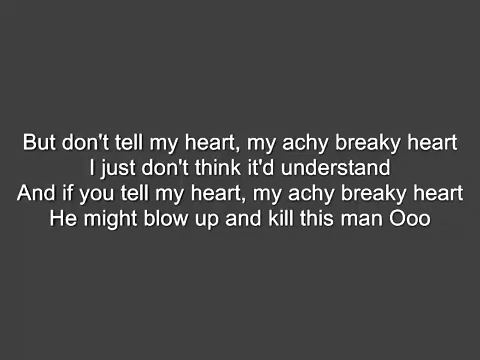 But don't tell my heart, my achy breaky heart
I just don't think it'd understand
And if you tell my heart, my achy breaky heart
He might blow up and kill this man Ooo